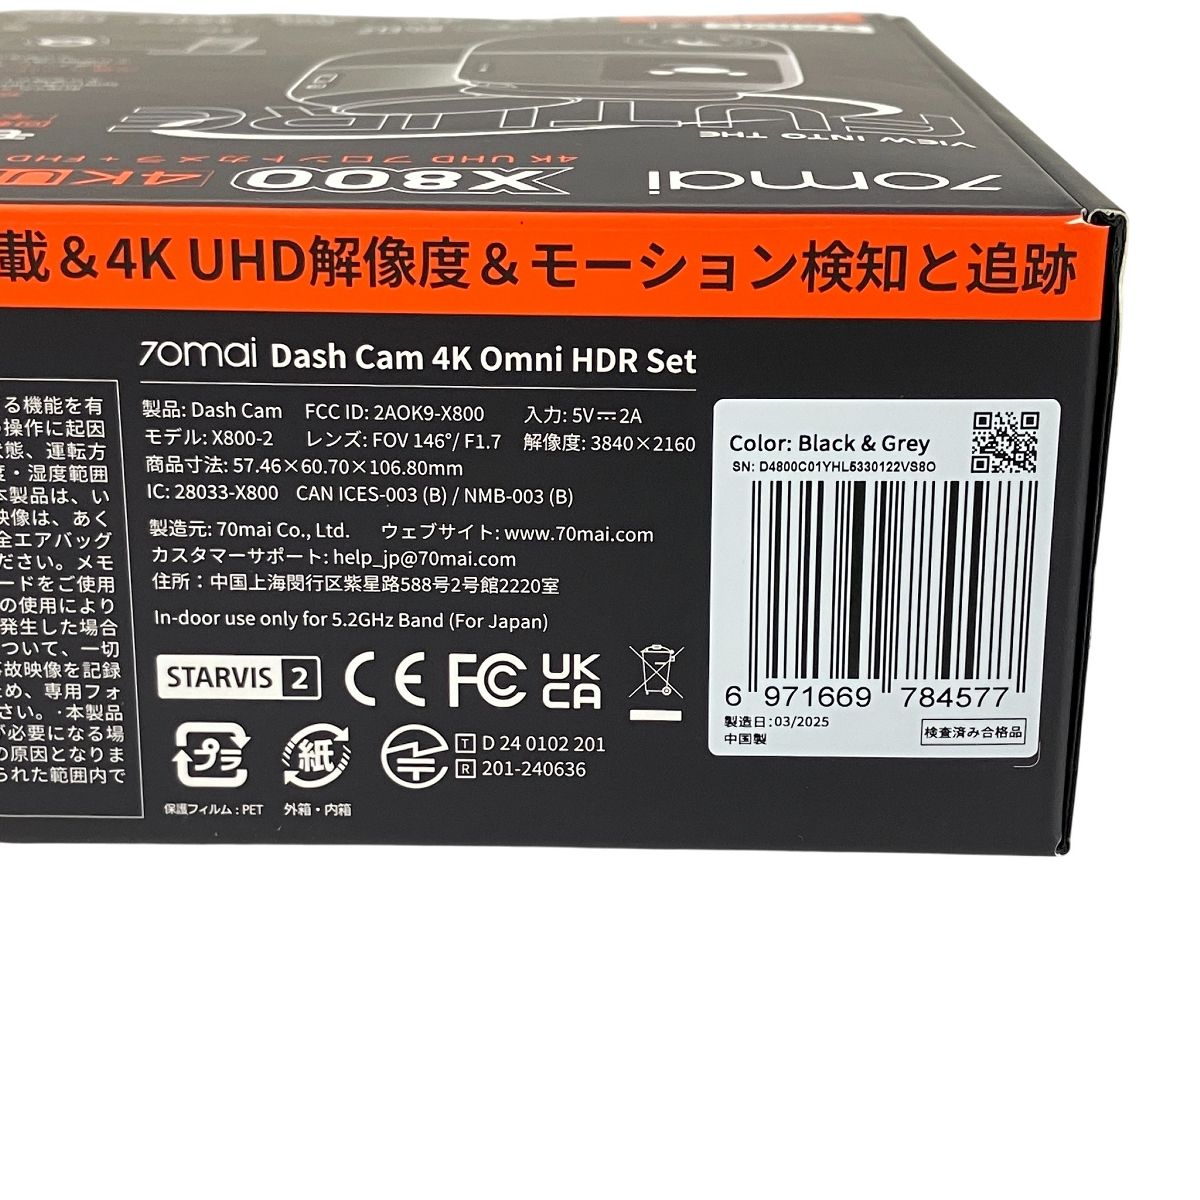 VIEW INTO THE
FUTURE
70mai X800 4K
4K UHD フロントカメラ + FHD
載&4K UHD解像度&モーション検知と追跡
70mai Dash Cam 4K Omni HDR Set
製品: Dash Cam FCC ID: 2AOK9-X800 入力: 5V⎓2A
モデル: X800-2 レンズ: FOV 146°/ F1.7 解像度: 3840×2160
商品寸法: 57.46×60.70×106.80mm
IC: 28033-X800 CAN ICES-003 (B) / NMB-003 (B)
製造元: 70mai Co., Ltd. ウェブサイト: www.70mai.com
カスタマーサポート: help_jp@70mai.com
住所：中国上海閔行区紫星路588号2号館2220室
In-door use only for 5.2GHz Band (For Japan)
STARVIS 2 CE FC UK CA
プラ 紙 T D 24 0102 201
R 201-240636
保護フィルム : PET 外箱・内箱
る機能を有
操作に起因
状態、運転方
度・湿度範囲
本製品は、い
映像は、あく
全エアバッグ
ださい。メモ
ードをご使用
の使用により
発生した場合
ついて、一切
事故映像を記録
ため、専用フォ
さい。·本製品
が必要になる場
の原因となりま
られた範囲内で
Color: Black & Grey
SN: D4800C01YHL5330122VS8O
6 971669 784577
製造日: 03/2025
中国製
検査済み合格品